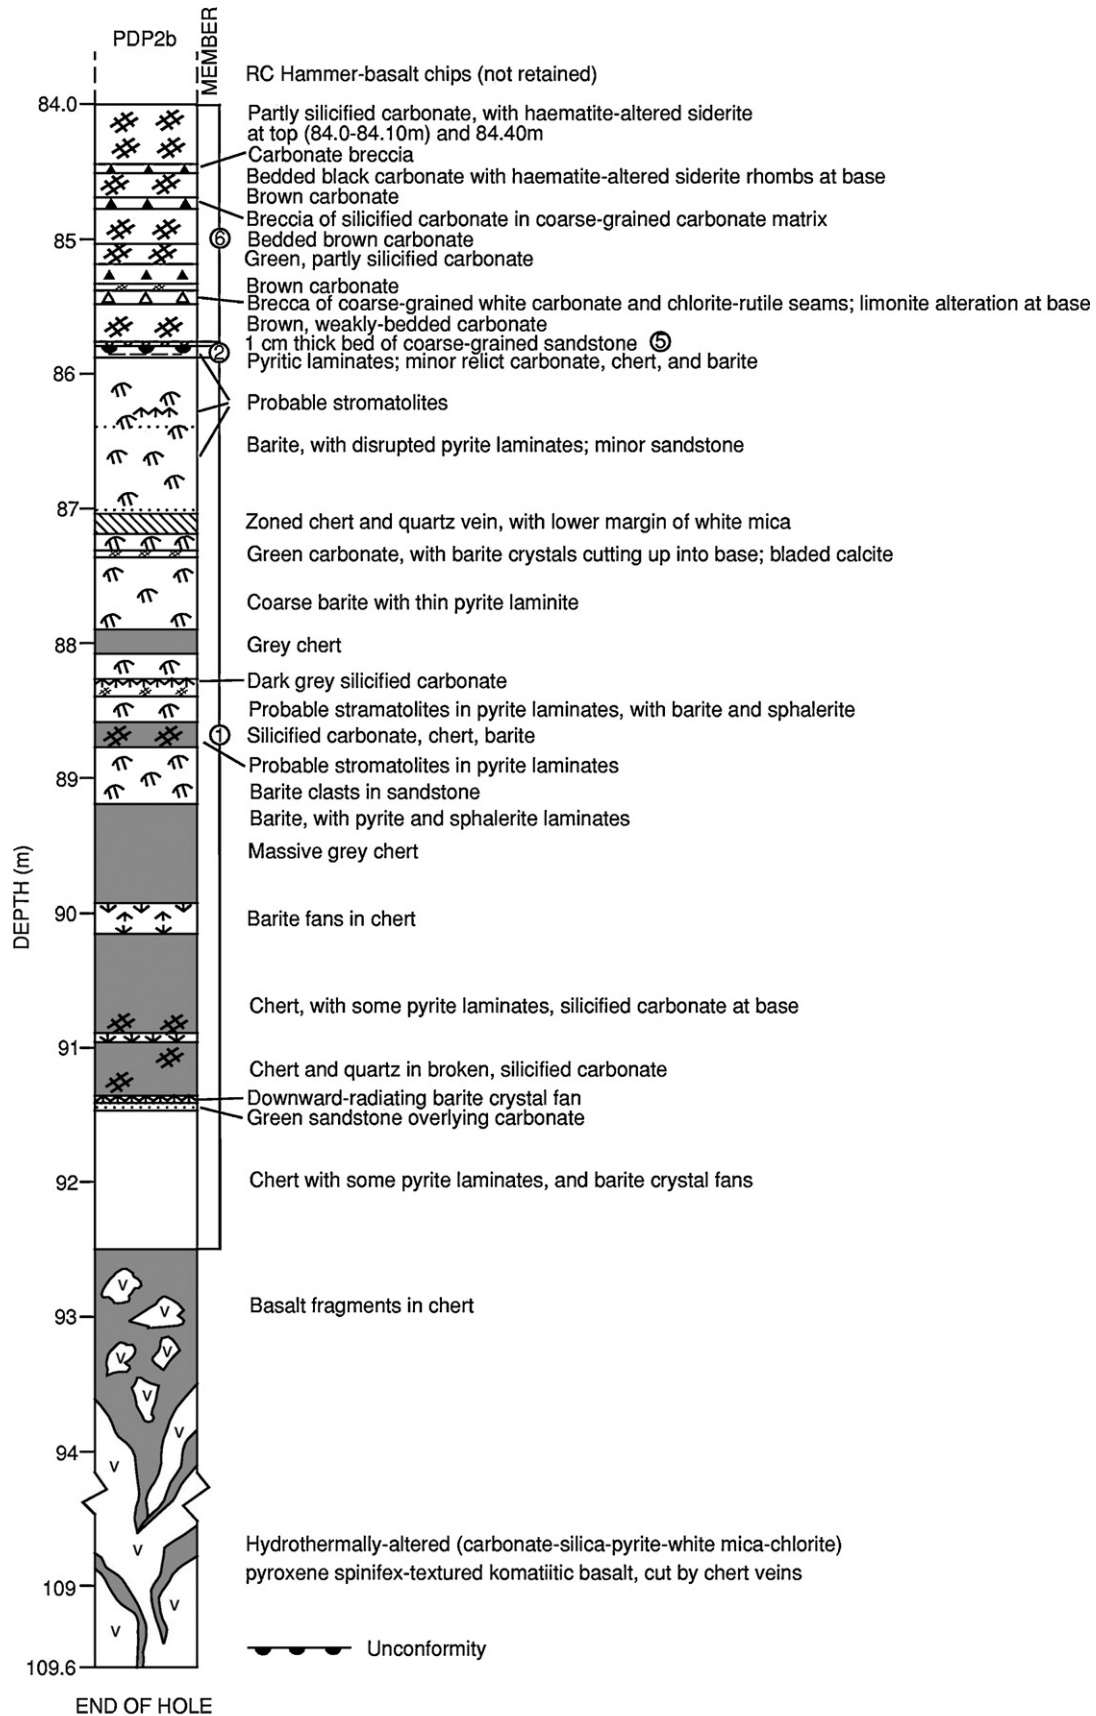 PDP2b
MEMBER
RC Hammer-basalt chips (not retained)
84.0
Partly silicified carbonate, with haematite-altered siderite
at top (84.0-84.10m) and 84.40m
Carbonate breccia
Bedded black carbonate with haematite-altered siderite rhombs at base
Brown carbonate
Breccia of silicified carbonate in coarse-grained carbonate matrix
85
6 Bedded brown carbonate
Green, partly silicified carbonate
Brown carbonate
Brecca of coarse-grained white carbonate and chlorite-rutile seams; limonite alteration at base
Brown, weakly-bedded carbonate
1 cm thick bed of coarse-grained sandstone 5
2
Pyritic laminates; minor relict carbonate, chert, and barite
86
Probable stromatolites
Barite, with disrupted pyrite laminates; minor sandstone
87
Zoned chert and quartz vein, with lower margin of white mica
Green carbonate, with barite crystals cutting up into base; bladed calcite
Coarse barite with thin pyrite laminite
88
Grey chert
Dark grey silicified carbonate
Probable stramatolites in pyrite laminates, with barite and sphalerite
1 Silicified carbonate, chert, barite
Probable stromatolites in pyrite laminates
89
Barite clasts in sandstone
Barite, with pyrite and sphalerite laminates
Massive grey chert
DEPTH (m)
90
Barite fans in chert
Chert, with some pyrite laminates, silicified carbonate at base
91
Chert and quartz in broken, silicified carbonate
Downward-radiating barite crystal fan
Green sandstone overlying carbonate
92
Chert with some pyrite laminates, and barite crystal fans
V
Basalt fragments in chert
93
V
V V
V
V
94
V
V
Hydrothermally-altered (carbonate-silica-pyrite-white mica-chlorite)
pyroxene spinifex-textured komatiitic basalt, cut by chert veins
109
V
V
Unconformity
109.6
END OF HOLE